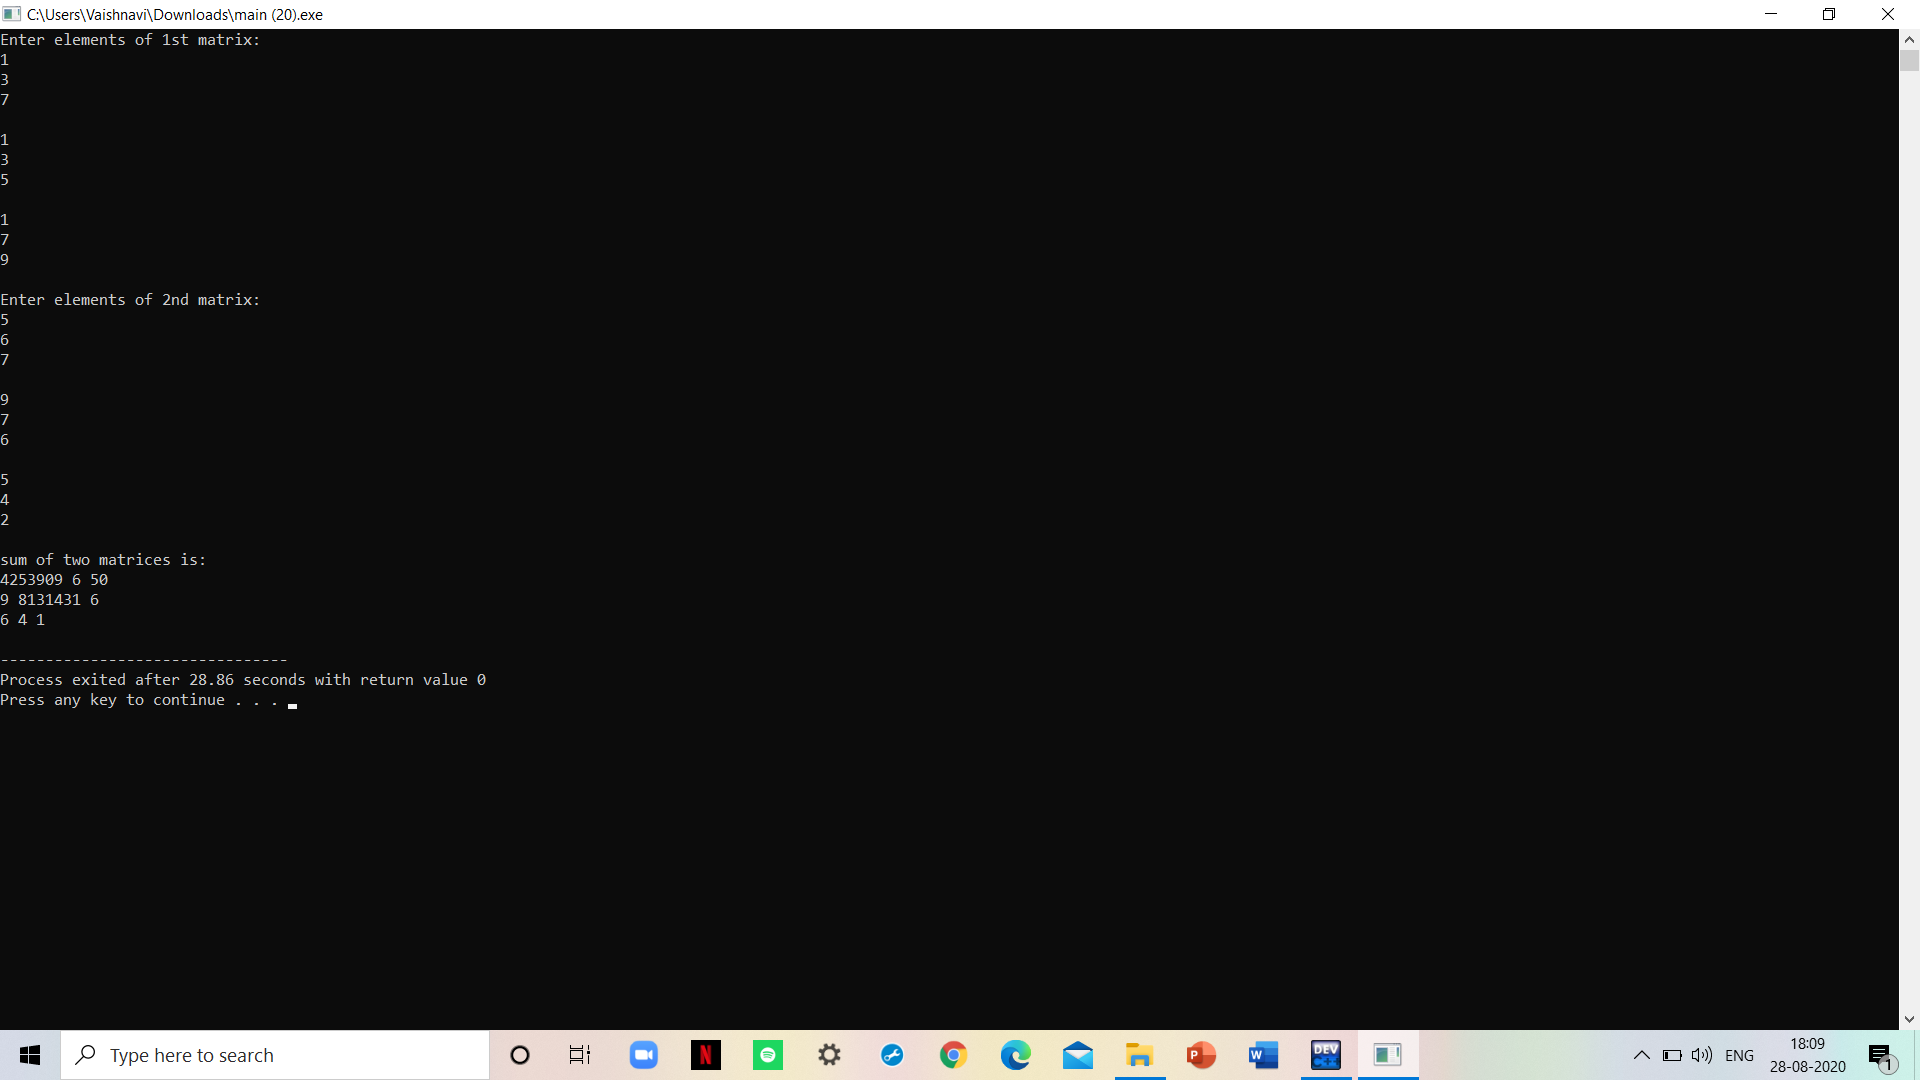 C:\Users\Vaishnavi\Downloads\main (20).exe
Enter elements of 1st matrix:
1
3
7
1
3
5
1
7
9
Enter elements of 2nd matrix:
5
6
7
9
7
6
5
4
2
sum of two matrices is:
4253909 6 50
9 8131431 6
6 4 1
--------------------------------
Process exited after 28.86 seconds with return value 0
Press any key to continue . . .
Type here to search
N
P
W
DEV
C++
ENG
18:09
28-08-2020
1